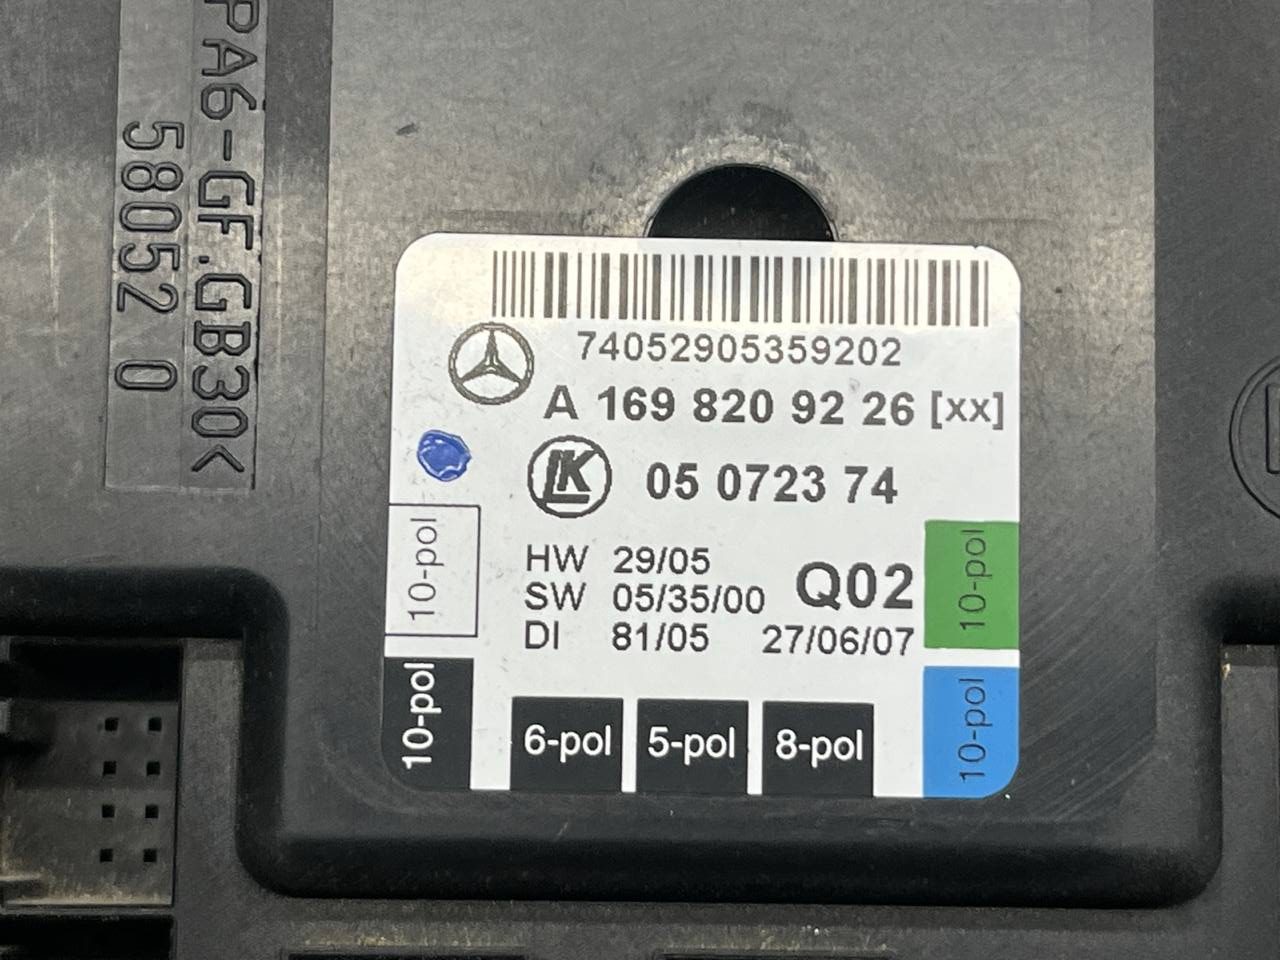 PA6-GF.GB30K
58052 0
74052905359202
A 169 820 92 26 [xx]
LK 05 0723 74
10-pol
HW 29/05
SW 05/35/00 Q02
DI 81/05 27/06/07
10-pol
10-pol
6-pol 5-pol 8-pol
10-pol